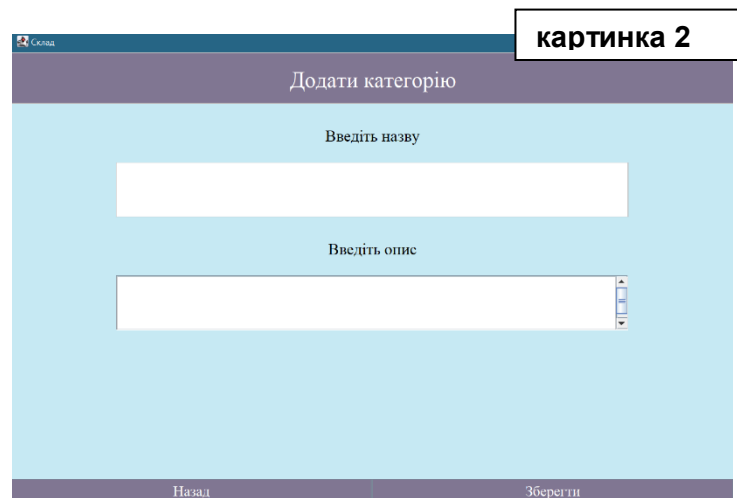 картинка 2
Склад
Додати категорію
Введіть назву
Введіть опис
Назад
Зберегти